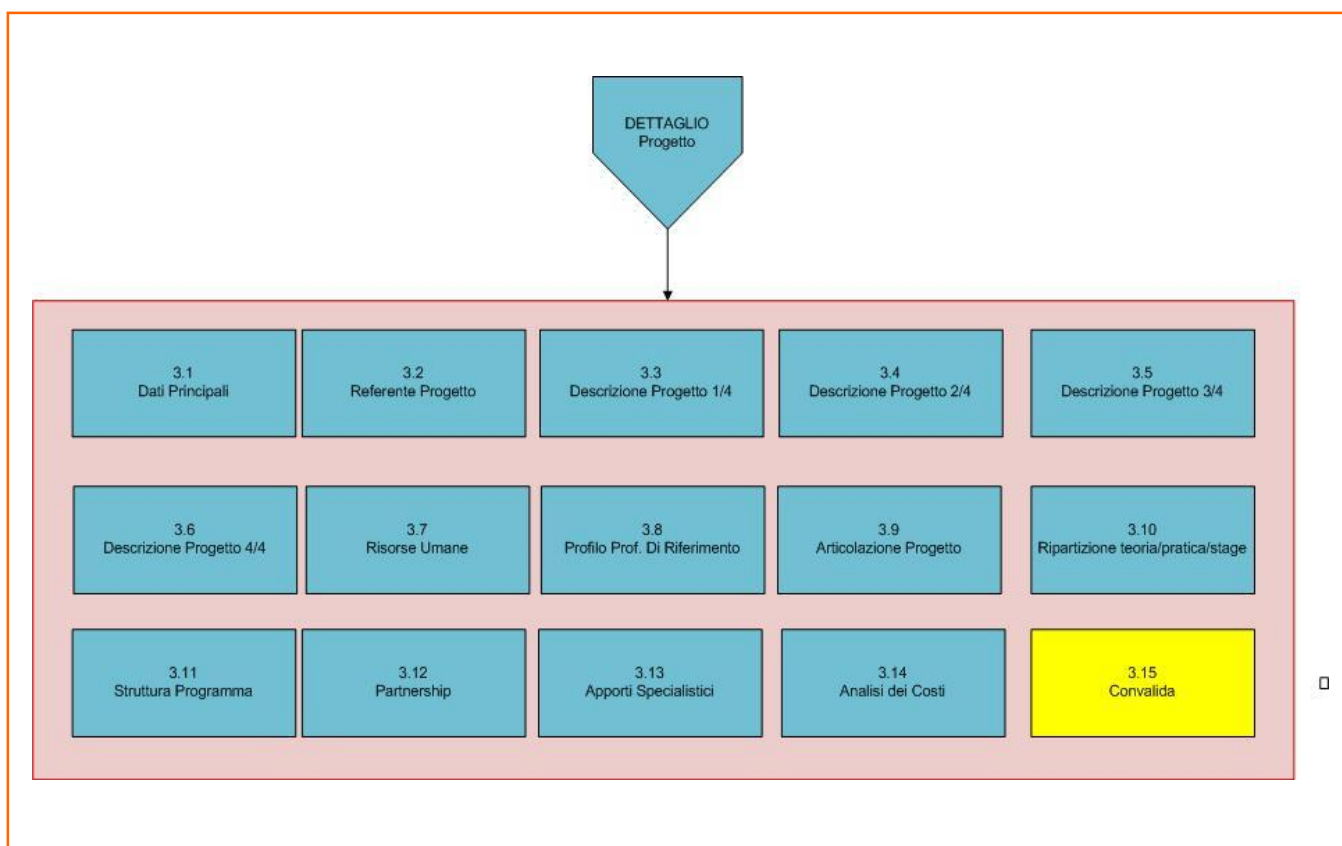 DETTAGLIO
Progetto
3.1
Dati Principali
3.2
Referente Progetto
3.3
Descrizione Progetto 1/4
3.4
Descrizione Progetto 2/4
3.5
Descrizione Progetto 3/4
3.6
Descrizione Progetto 4/4
3.7
Risorse Umane
3.8
Profilo Prof. Di Riferimento
3.9
Articolazione Progetto
3.10
Ripartizione teoria/pratica/stage
3.11
Struttura Programma
3.12
Partnership
3.13
Apporti Specialistici
3.14
Analisi dei Costi
3.15
Convalida